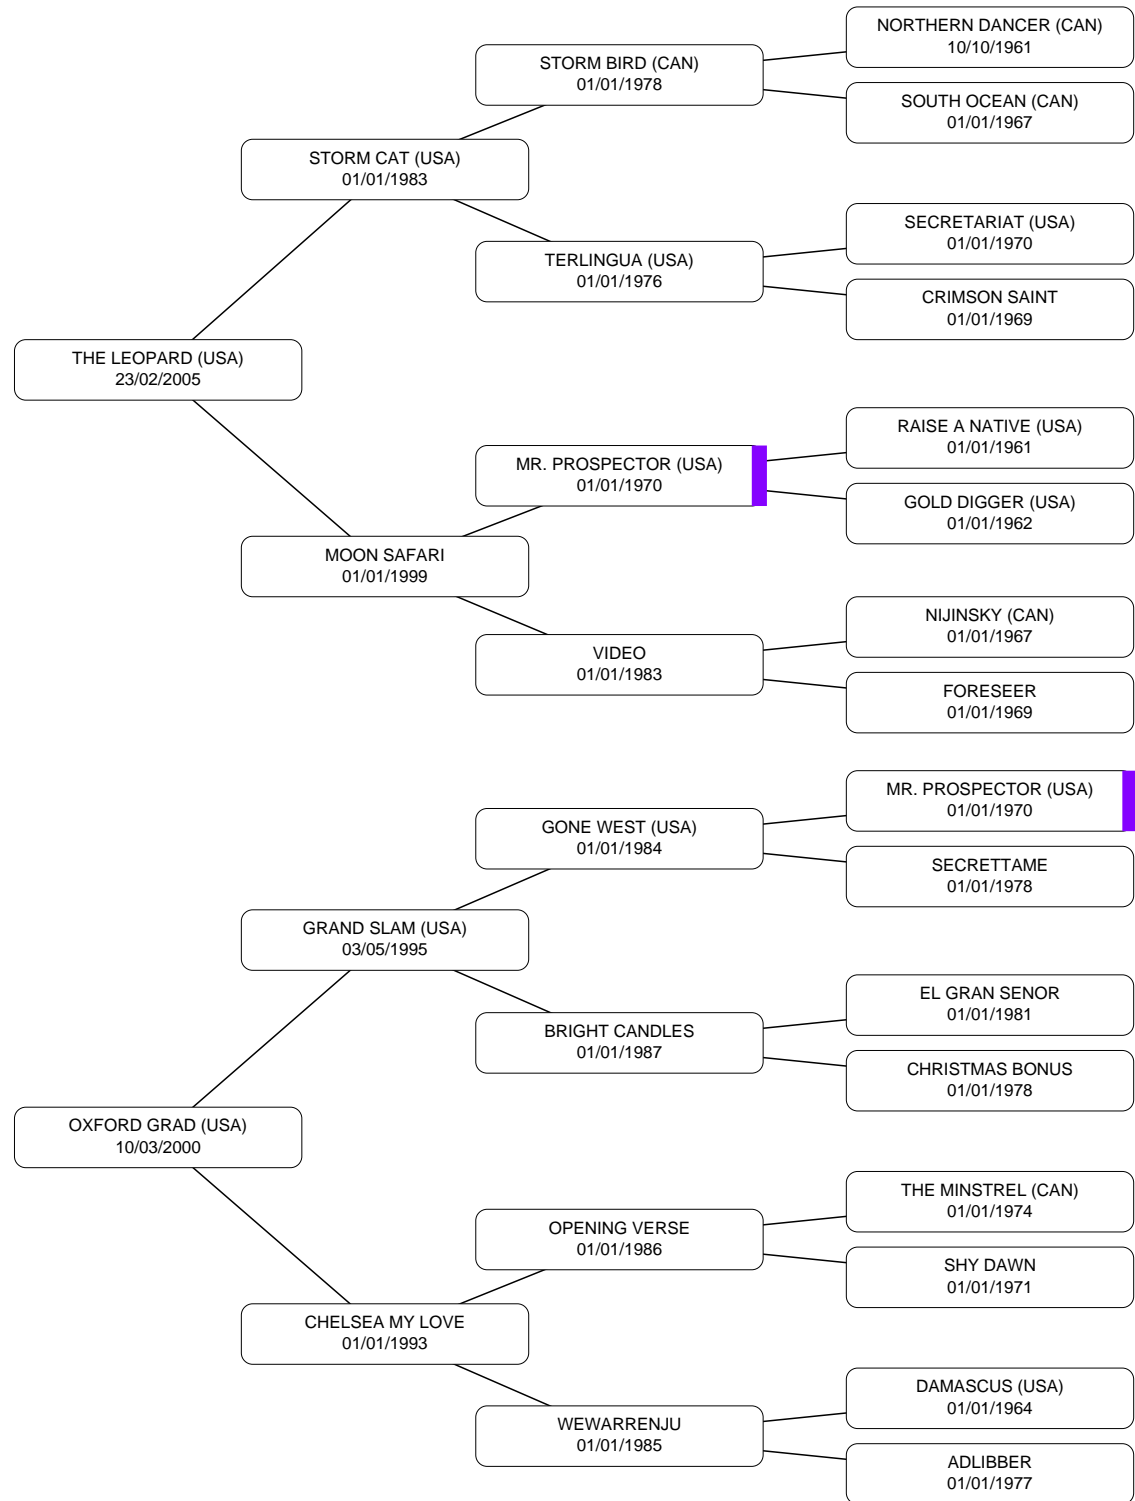 NORTHERN DANCER (CAN)
10/10/1961
STORM BIRD (CAN)
01/01/1978
SOUTH OCEAN (CAN)
01/01/1967
STORM CAT (USA)
01/01/1983
SECRETARIAT (USA)
01/01/1970
TERLINGUA (USA)
01/01/1976
CRIMSON SAINT
01/01/1969
THE LEOPARD (USA)
23/02/2005
RAISE A NATIVE (USA)
01/01/1961
MR. PROSPECTOR (USA)
01/01/1970
GOLD DIGGER (USA)
01/01/1962
MOON SAFARI
01/01/1999
NIJINSKY (CAN)
01/01/1967
VIDEO
01/01/1983
FORESEER
01/01/1969
MR. PROSPECTOR (USA)
01/01/1970
GONE WEST (USA)
01/01/1984
SECRETTAME
01/01/1978
GRAND SLAM (USA)
03/05/1995
EL GRAN SENOR
01/01/1981
BRIGHT CANDLES
01/01/1987
CHRISTMAS BONUS
01/01/1978
OXFORD GRAD (USA)
10/03/2000
THE MINSTREL (CAN)
01/01/1974
OPENING VERSE
01/01/1986
SHY DAWN
01/01/1971
CHELSEA MY LOVE
01/01/1993
DAMASCUS (USA)
01/01/1964
WEWARRENJU
01/01/1985
ADLIBBER
01/01/1977